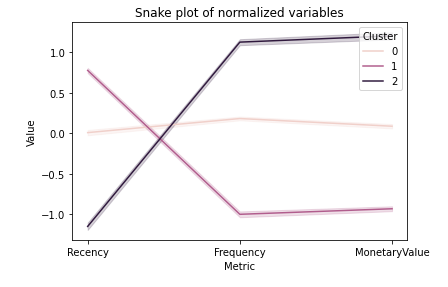 Snake plot of normalized variables
Cluster
0
1
2
1.0
0.5
0.0
−0.5
−1.0
Value
Recency Frequency MonetaryValue
Metric